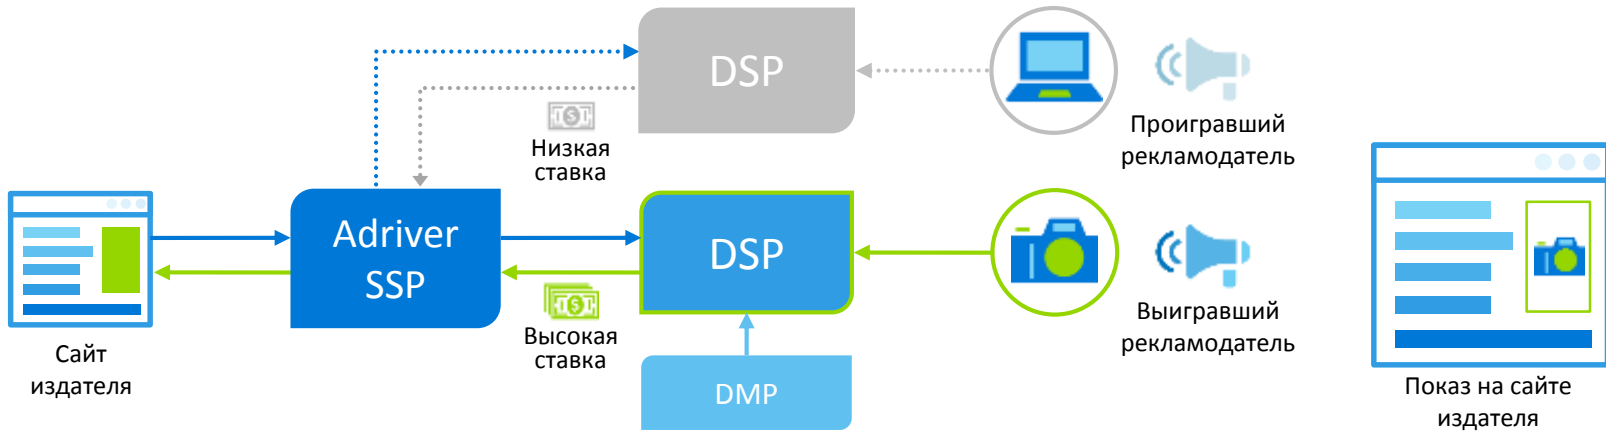 DSP
Низкая
ставка
Проигравший
рекламодатель
Adriver
SSP
DSP
Высокая
ставка
Выигравший
рекламодатель
Сайт
издателя
DMP
Показ на сайте
издателя